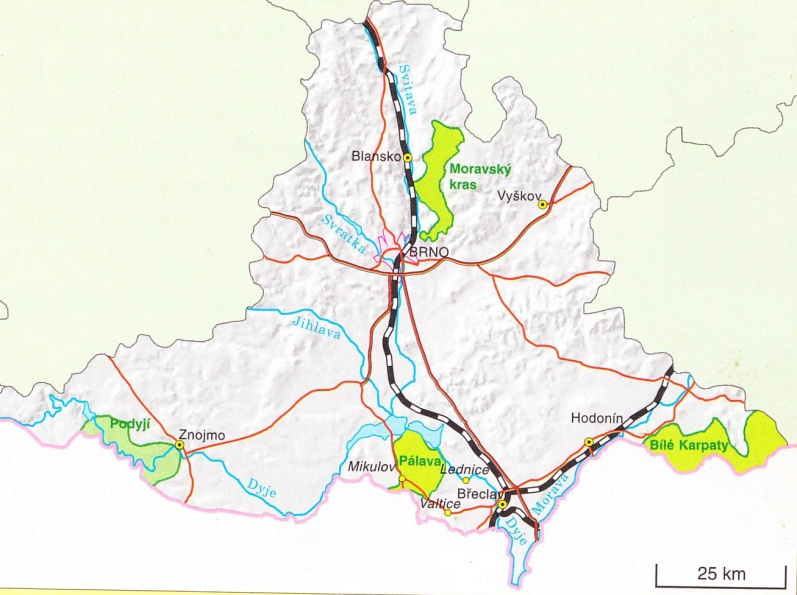 Svitava
Blansko
Moravský
kras
Vyškov
Svratka
BRNO
Jihlava
Podyjí
Znojmo
Hodonín
Bílé Karpaty
Mikulov
Pálava
Lednice
Dyje
Valtice
Břeclav
Morava
Dyje
25 km